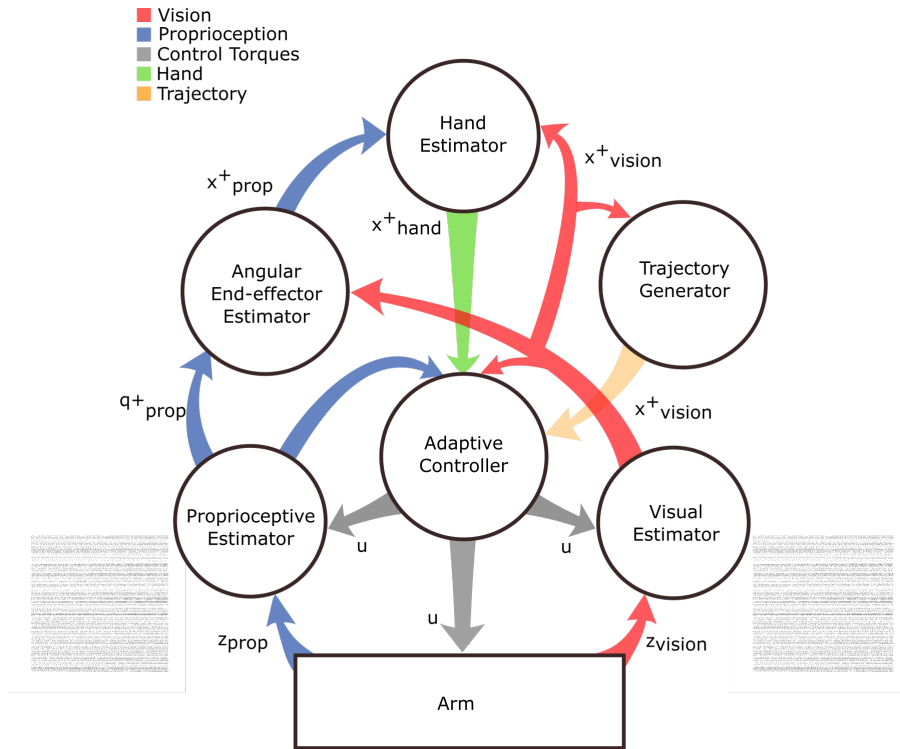 Vision
Proprioception
Control Torques
Hand
Trajectory
Hand
Estimator
x+vision
x+prop
x+hand
Angular
End-effector
Estimator
Trajectory
Generator
q+prop
x+vision
Adaptive
Controller
Proprioceptive
Estimator
Visual
Estimator
u
u
u
zprop
zvision
Arm